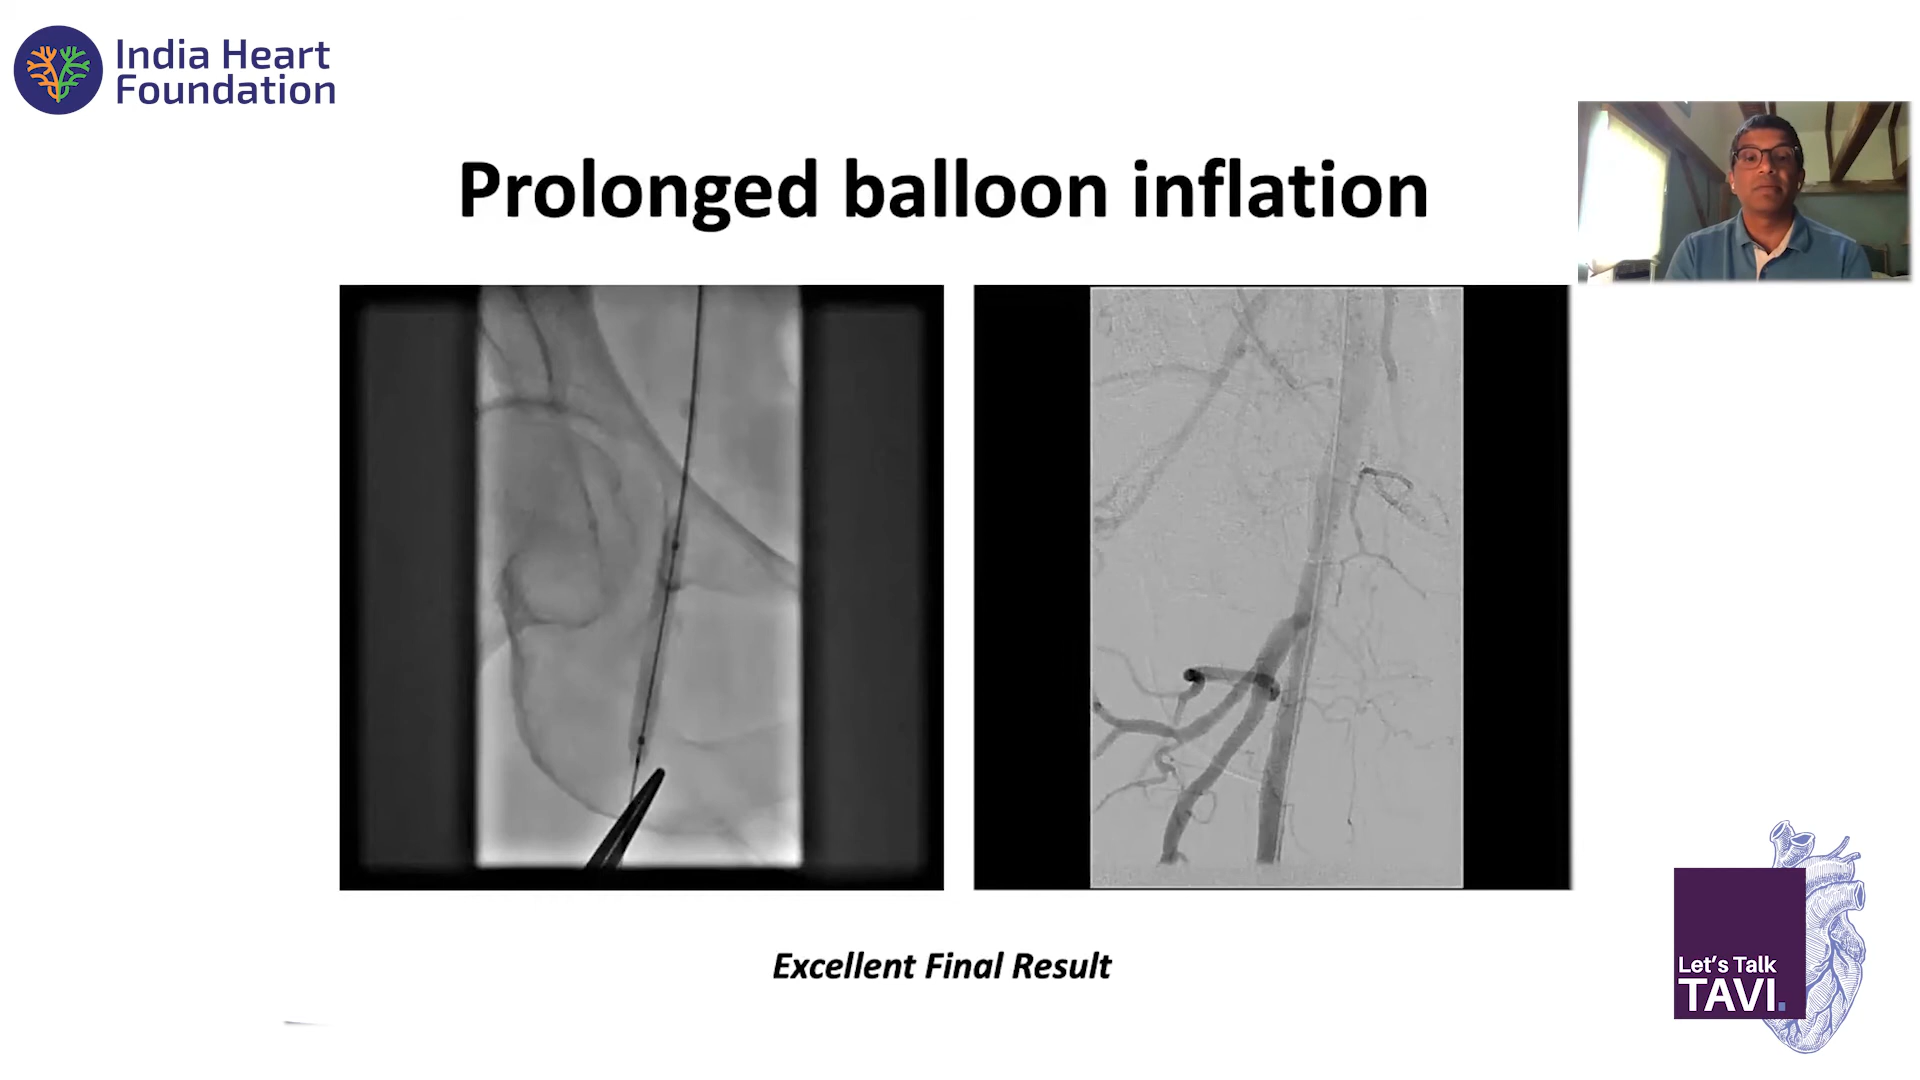 India Heart
Foundation
Prolonged balloon inflation
Excellent Final Result
Let's Talk
TAVI.